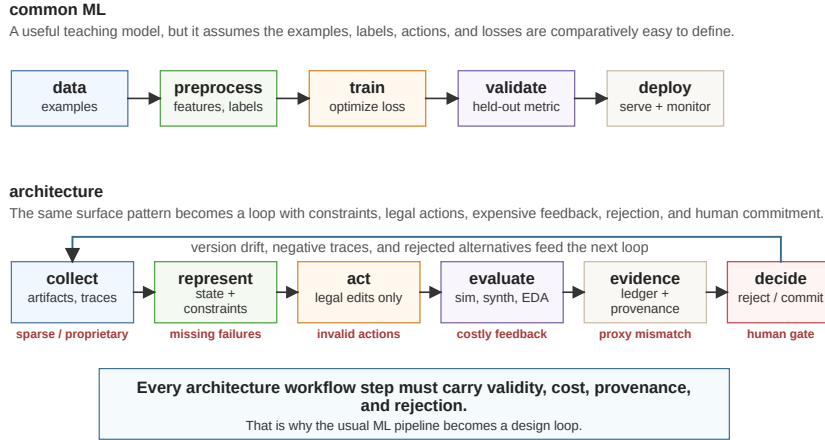 common ML
A useful teaching model, but it assumes the examples, labels, actions, and losses are comparatively easy to define.
data
examples
preprocess
features, labels
train
optimize loss
validate
held-out metric
deploy
serve + monitor
architecture
The same surface pattern becomes a loop with constraints, legal actions, expensive feedback, rejection, and human commitment.
version drift, negative traces, and rejected alternatives feed the next loop
collect
artifacts, traces
sparse / proprietary
represent
state +
constraints
missing failures
act
legal edits only
invalid actions
evaluate
sim, synth, EDA
costly feedback
evidence
ledger +
provenance
proxy mismatch
decide
reject / commit
human gate
Every architecture workflow step must carry validity, cost, provenance,
and rejection.
That is why the usual ML pipeline becomes a design loop.